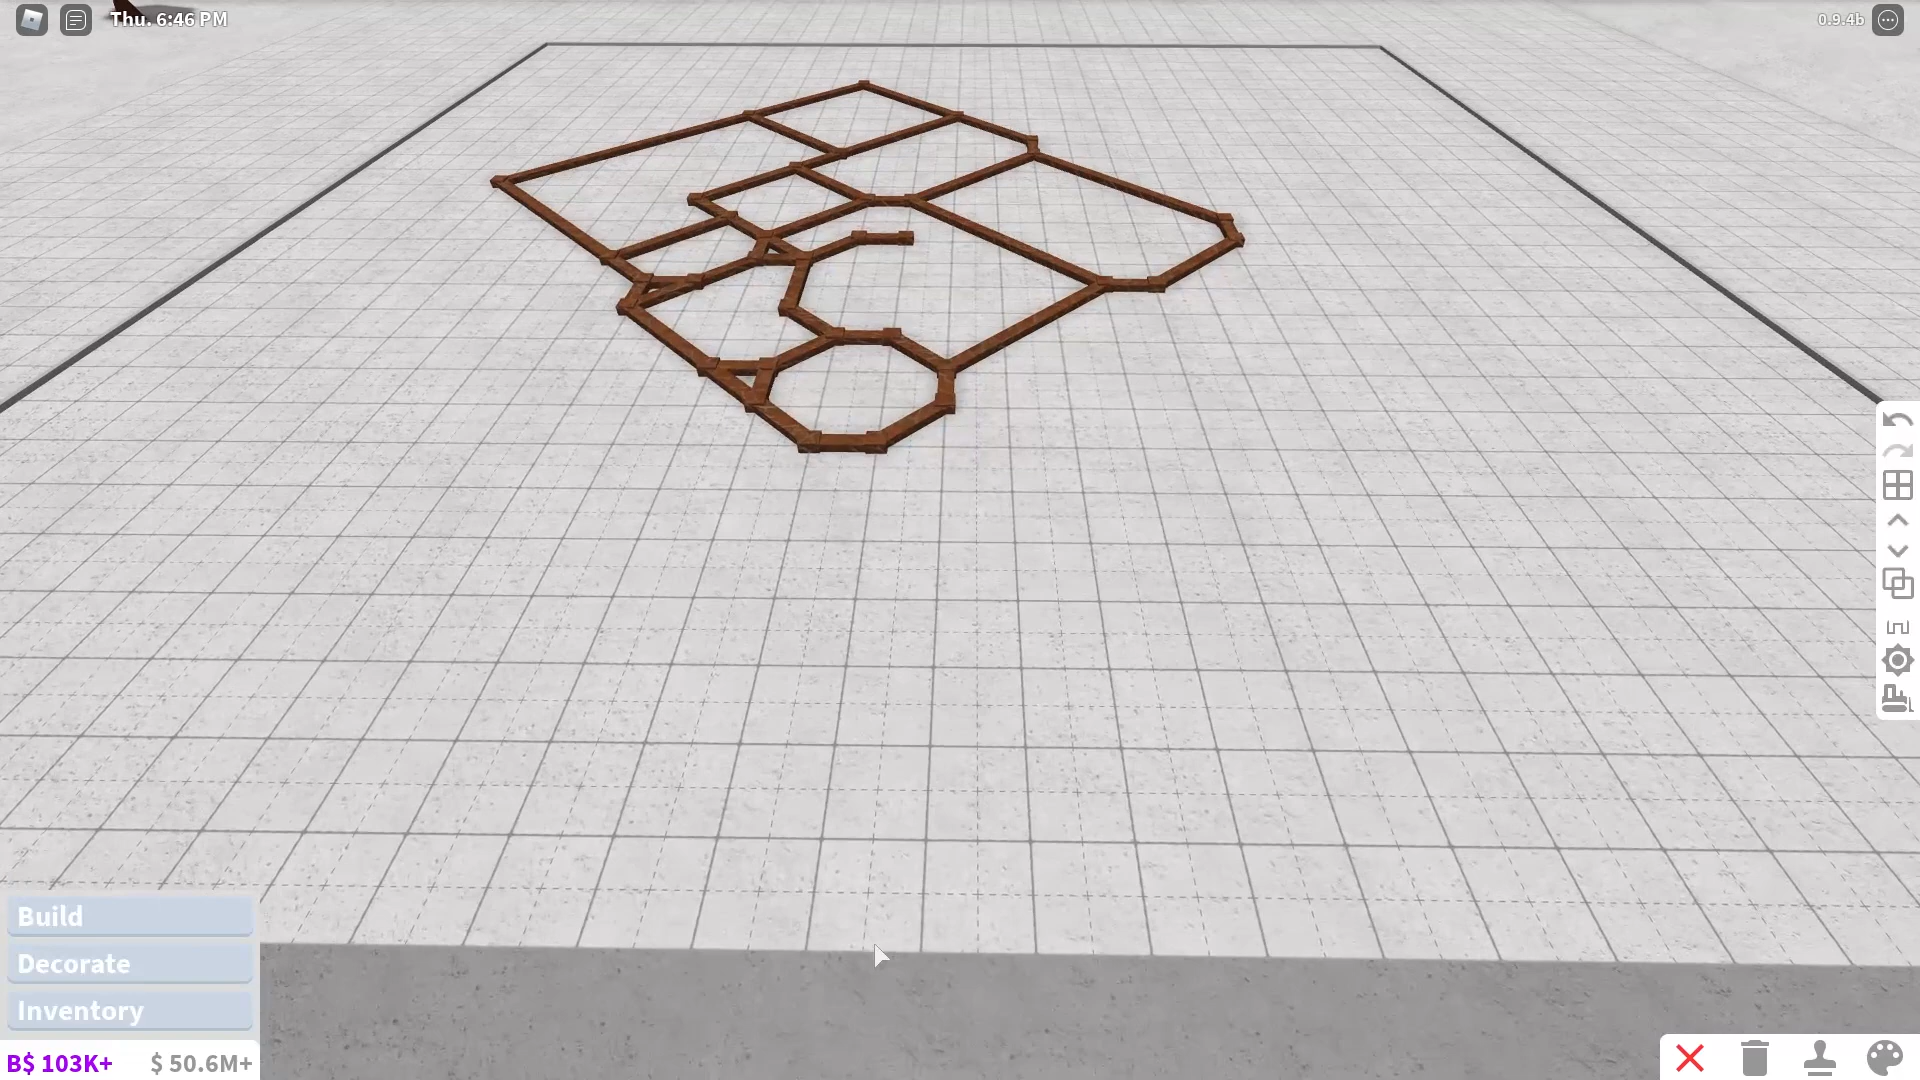 Thu. 6:46 PM
0.9.4b
Build
Decorate
Inventory
B$ 103K+
$ 50.6M+